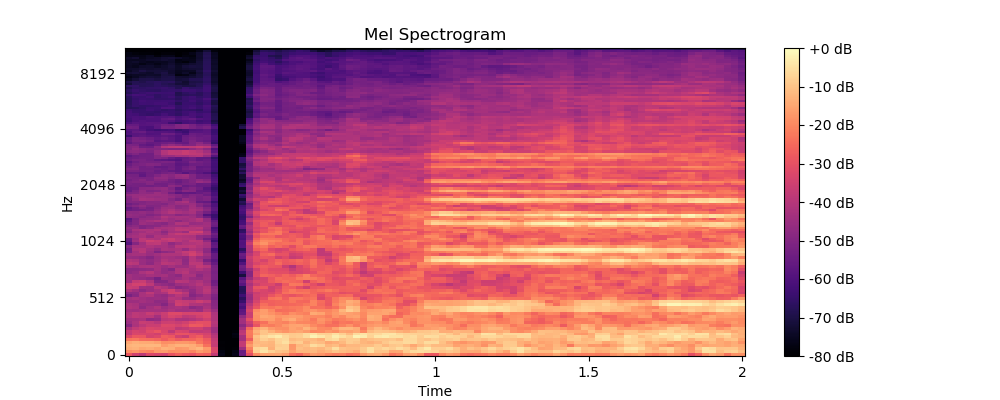 Mel Spectrogram
Hz
8192
4096
2048
1024
512
0
0
0.5
1
1.5
2
Time
+0 dB
-10 dB
-20 dB
-30 dB
-40 dB
-50 dB
-60 dB
-70 dB
-80 dB